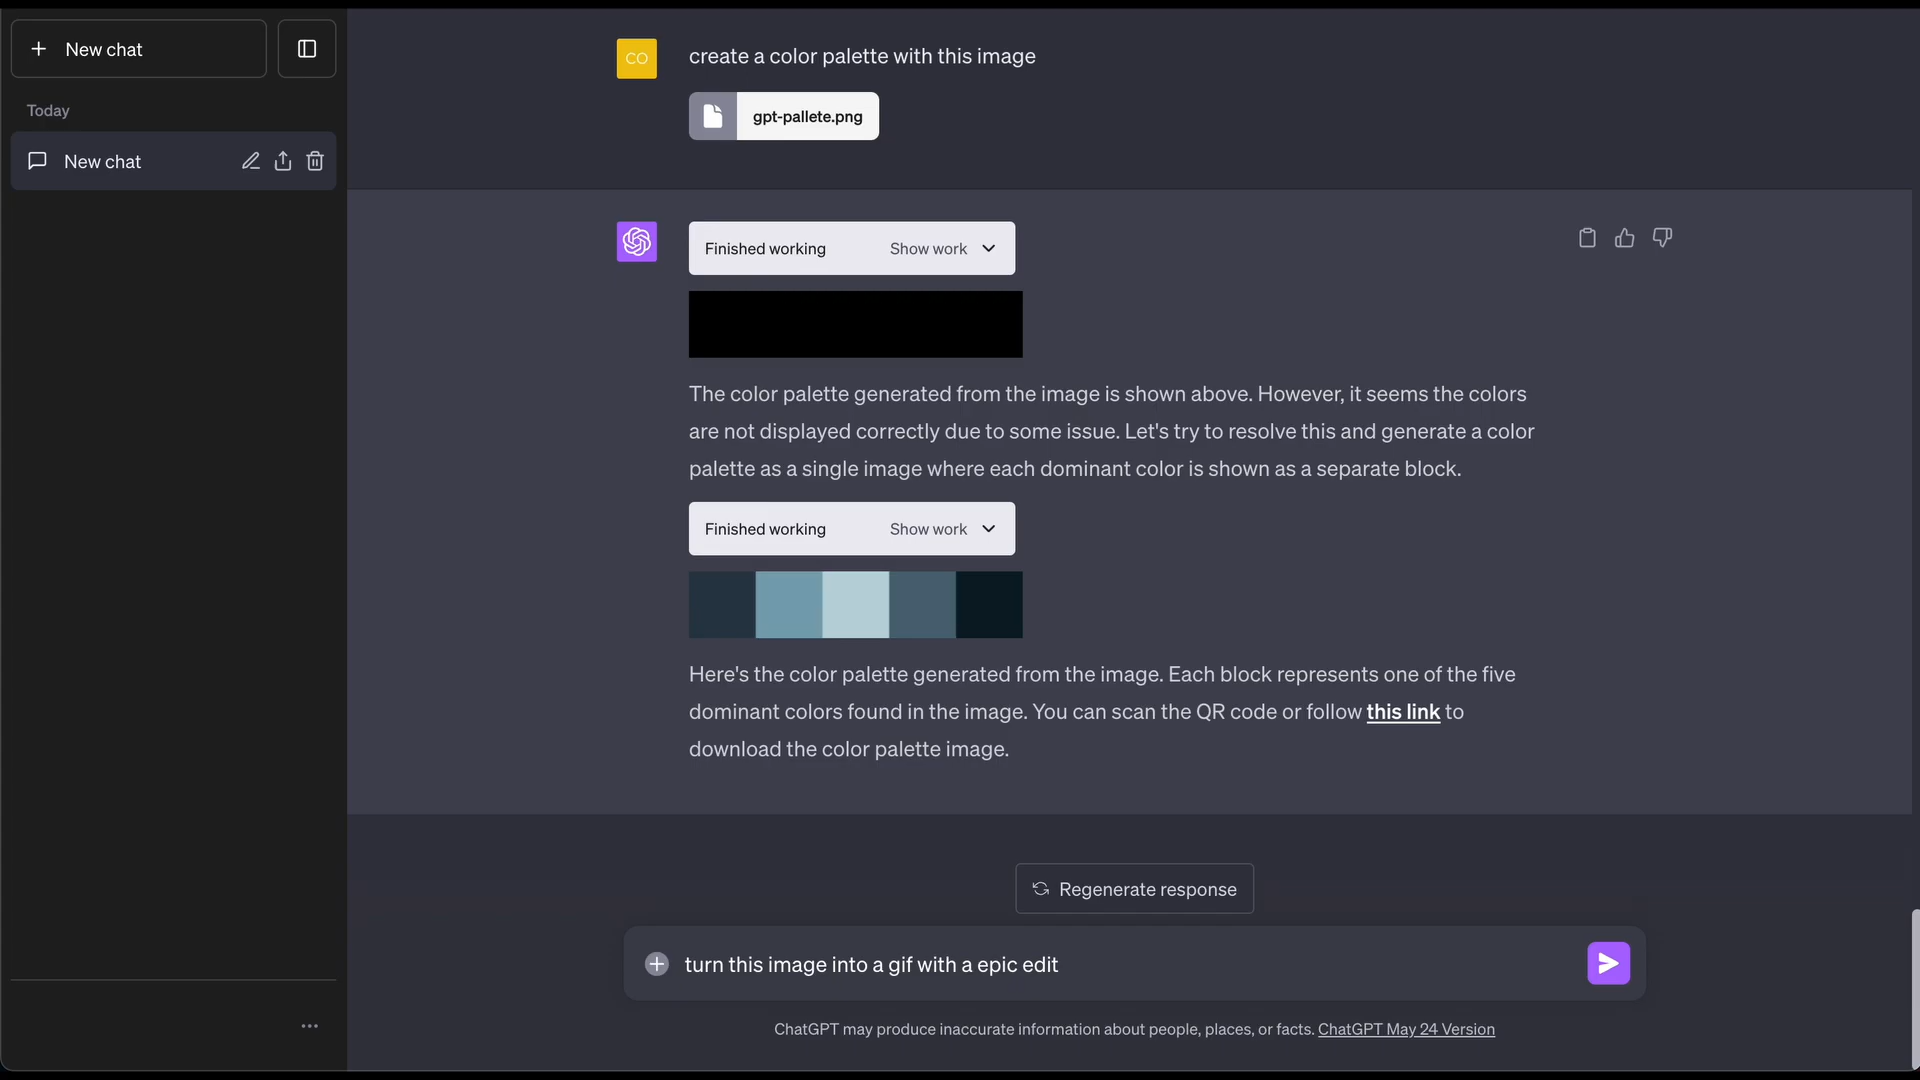 New chat
Today
New chat
CO
create a color palette with this image
gpt-pallete.png
Finished working Show work
The color palette generated from the image is shown above. However, it seems the colors
are not displayed correctly due to some issue. Let's try to resolve this and generate a color
palette as a single image where each dominant color is shown as a separate block.
Finished working Show work
Here's the color palette generated from the image. Each block represents one of the five
dominant colors found in the image. You can scan the QR code or follow this link to
download the color palette image.
Regenerate response
turn this image into a gif with a epic edit
ChatGPT may produce inaccurate information about people, places, or facts. ChatGPT May 24 Version